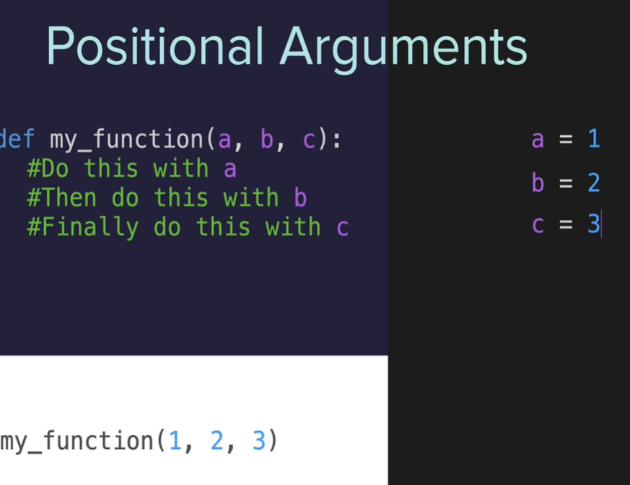 Positional Arguments
def my_function(a, b, c):
#Do this with a
#Then do this with b
#Finally do this with c
a = 1
b = 2
c = 3
my_function(1, 2, 3)